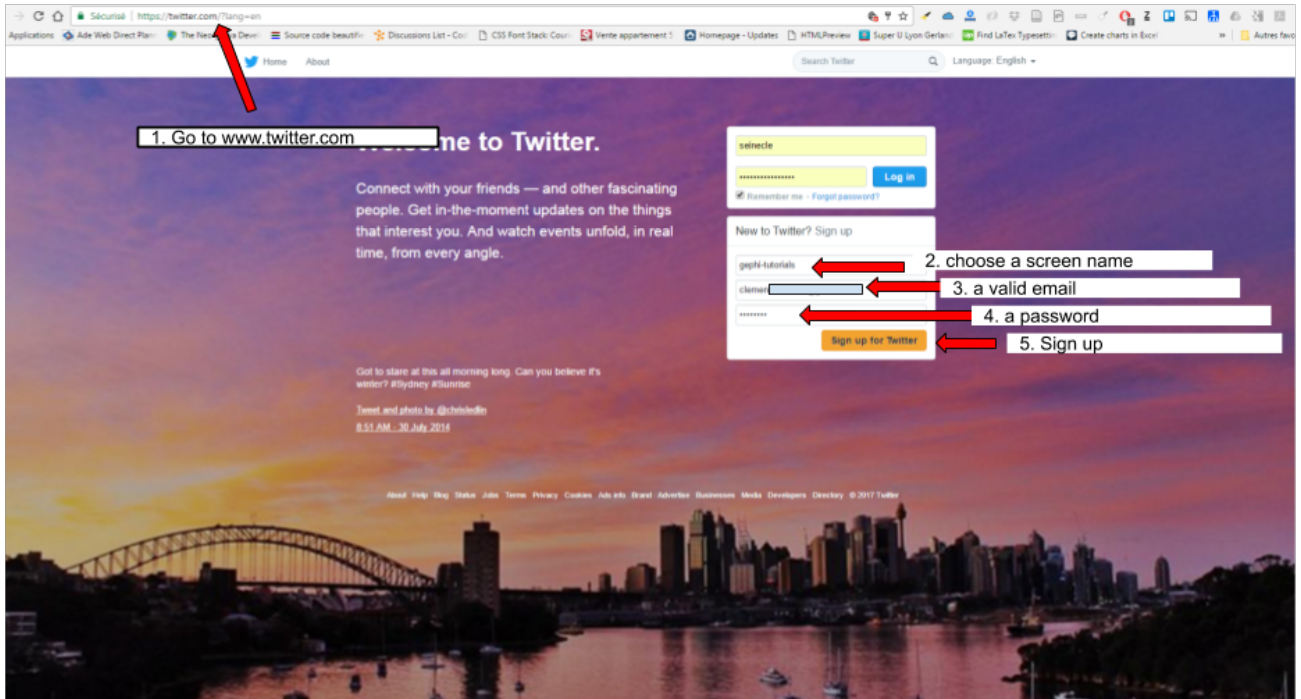 Sécurisé | https://twitter.com/?lang=en
Applications Ade Web Direct Plan The Neo Deve Source code beautifi Discussions List - Co CSS Font Stack: Cour Vente appartement Homepage - Updates HTMLPreview Super U Lyon Gerlan Find LaTex Typesettin Create charts in Excel » Autres favo
Home About Search Twitter Language: English
1. Go to www.twitter.com
me to Twitter.
Connect with your friends — and other fascinating
people. Get in-the-moment updates on the things
that interest you. And watch events unfold, in real
time, from every angle.
seinecle
Log in
Remember me - Forgot password?
New to Twitter? Sign up
gephi-tutorials
2. choose a screen name
clemen
3. a valid email
4. a password
Sign up for Twitter
5. Sign up
Got to stare at this all morning long. Can you believe it's
winter? #Sydney #Sunrise
Tweet and photo by @chrisledlin
8:51 AM - 30 July 2014
About Help Blog Status Jobs Terms Privacy Cookies Ads info Brand Advertise Businesses Media Developers Directory © 2017 Twitter